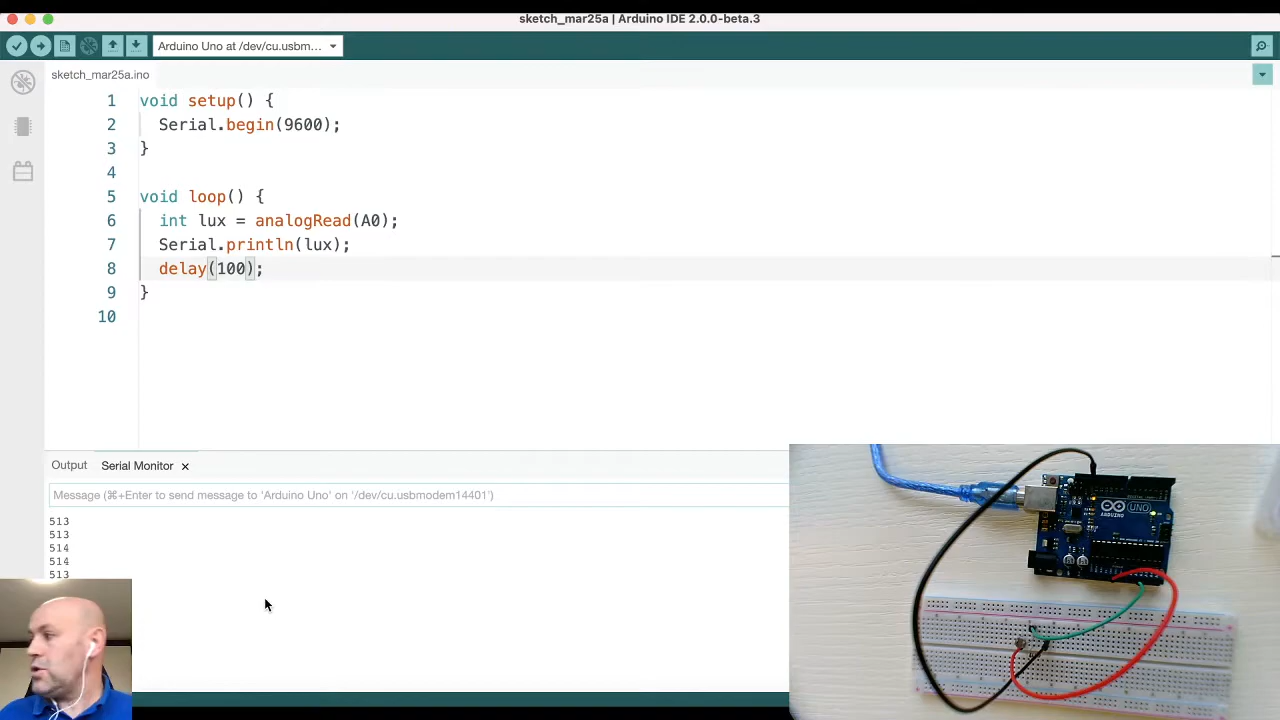 sketch_mar25a | Arduino IDE 2.0.0-beta.3
Arduino Uno at /dev/cu.usbm...
sketch_mar25a.ino
1 void setup() {
2 Serial.begin(9600);
3 }
4
5 void loop() {
6 int lux = analogRead(A0);
7 Serial.println(lux);
8 delay(100);
9 }
10
Output Serial Monitor
Message (⌘+Enter to send message to 'Arduino Uno' on '/dev/cu.usbmodem14401')
513
513
514
514
513
UNO
ARDUINO